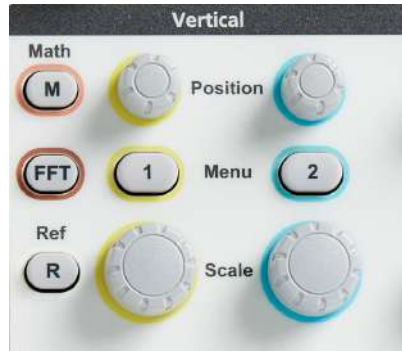 Vertical
Math
M
Position
FFT
1
Menu
2
Ref
R
Scale